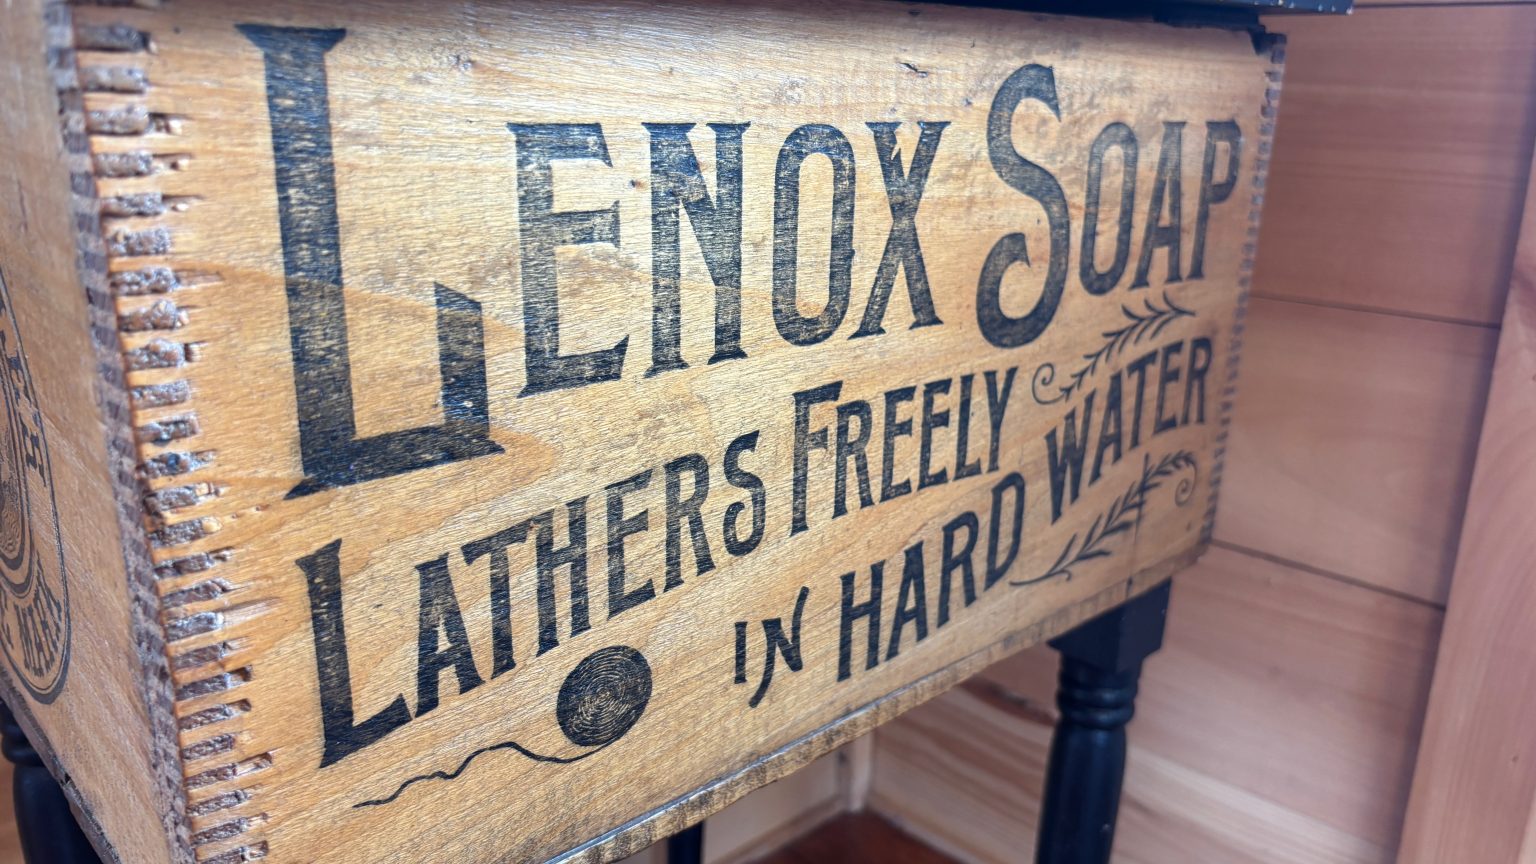 LENOX SOAP
LATHERS FREELY
IN HARD WATER